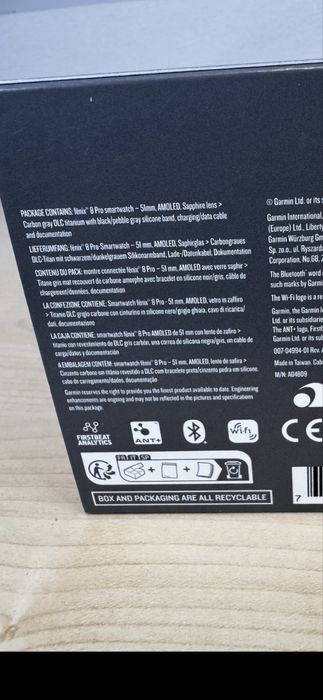 PACKAGE CONTAINS: fēnix® 8 Pro smartwatch – 51mm, AMOLED, Sapphire lens >
Carbon gray DLC titanium with black/pebble gray silicone band, charging/data cable
and documentation
LIEFERUMFANG: fēnix® 8 Pro-Smartwatch – 51 mm, AMOLED, Saphirglas > Carbongraues
DLC-Titan mit schwarzem/dunkelgrauem Silikonarmband, Lade-/Datenkabel, Dokumentation
CONTENU DU PACK: montre connectée fēnix® 8 Pro – 51 mm, AMOLED avec verre saphir >
Titane gris avec recouvert de carbone amorphe avec bracelet en silicone noir/gris, câble de
chargement/données, documentation
LA CONFEZIONE CONTIENE: Smartwatch fēnix® 8 Pro – 51 mm, AMOLED, vetro in zaffiro
> Titanio DLC grigio carbone con cinturino in silicone nero/grigio ghiaia, cavo di ricarica/
dati, documentazione
LA CAJA CONTIENE: smartwatch fēnix® 8 Pro AMOLED de 51 mm con lente de zafiro >
titanio con revestimiento de DLC gris carbón, una correa de silicona negra/gris, un cable de
carga/datos y documentación
A EMBALAGEM CONTÉM: smartwatch fēnix® 8 Pro – 51 mm, AMOLED, lente de safira >
Cinzento carbono em titânio revestido a DLC com bracelete preta/cinzento pedra em silicone,
cabo de carregamento/dados, documentação
Garmin reserves the right to provide you the finest product available to date. Engineering
enhancements are ongoing and may not be reflected in the pictures and specifications
on this package.
FIRSTBEAT
ANALYTICS
ANT+
WiFi
FR IT ESP
BOX AND PACKAGING ARE ALL RECYCLABLE
© Garmin Ltd. or its s
Garmin International,
(Europe) Ltd., Liberty
Garmin Würzburg Gm
Sp. zo.o., ul. Ryszard
Corporation, No.68, Z
The Bluetooth® word
such marks by Garmi
The Wi-Fi logo is a re
Garmin, the Garmin l
Ltd. or its subsidiarie
The ANT+ logo, First
Garmin Ltd. or its sub
007-04994-01 Rev. A
Made in Taiwan. Cab
M/N: A04809
CE
7